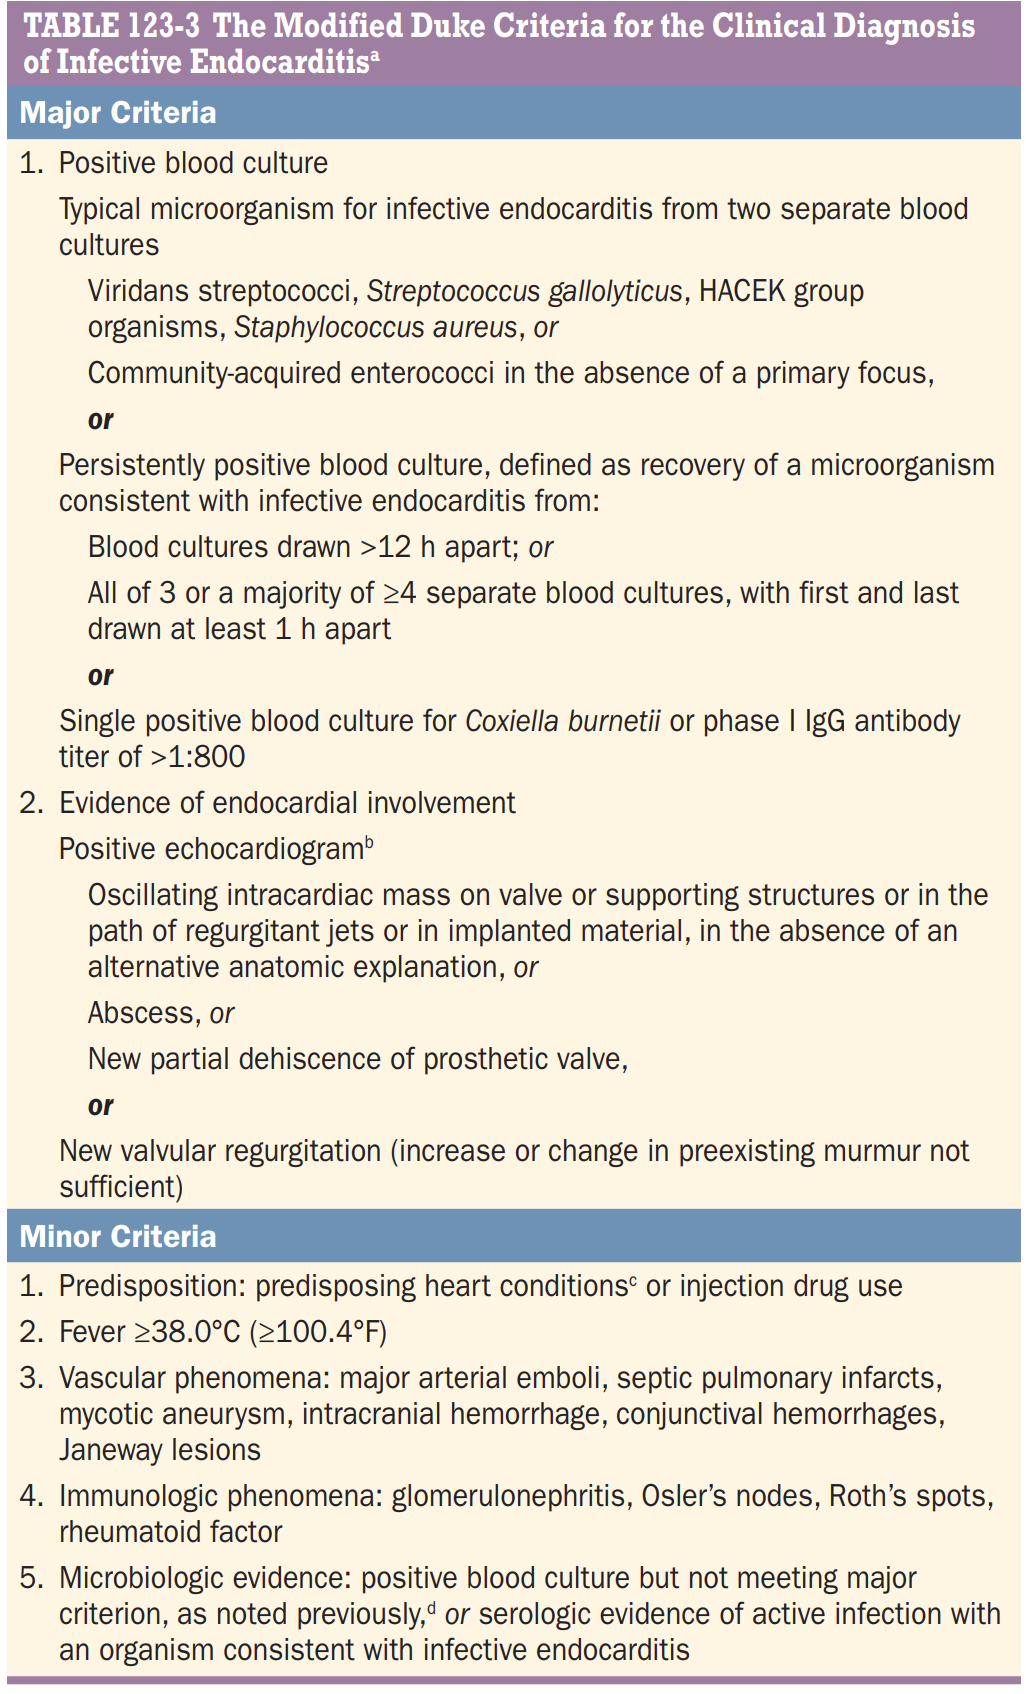 TABLE 123-3 The Modified Duke Criteria for the Clinical Diagnosis
of Infective Endocarditisᵃ
Major Criteria
1. Positive blood culture
Typical microorganism for infective endocarditis from two separate blood
cultures
Viridans streptococci, Streptococcus gallolyticus, HACEK group
organisms, Staphylococcus aureus, or
Community-acquired enterococci in the absence of a primary focus,
or
Persistently positive blood culture, defined as recovery of a microorganism
consistent with infective endocarditis from:
Blood cultures drawn >12 h apart; or
All of 3 or a majority of ≥4 separate blood cultures, with first and last
drawn at least 1 h apart
or
Single positive blood culture for Coxiella burnetii or phase I IgG antibody
titer of >1:800
2. Evidence of endocardial involvement
Positive echocardiogramᵇ
Oscillating intracardiac mass on valve or supporting structures or in the
path of regurgitant jets or in implanted material, in the absence of an
alternative anatomic explanation, or
Abscess, or
New partial dehiscence of prosthetic valve,
or
New valvular regurgitation (increase or change in preexisting murmur not
sufficient)
Minor Criteria
1. Predisposition: predisposing heart conditionsᶜ or injection drug use
2. Fever ≥38.0°C (≥100.4°F)
3. Vascular phenomena: major arterial emboli, septic pulmonary infarcts,
mycotic aneurysm, intracranial hemorrhage, conjunctival hemorrhages,
Janeway lesions
4. Immunologic phenomena: glomerulonephritis, Osler's nodes, Roth's spots,
rheumatoid factor
5. Microbiologic evidence: positive blood culture but not meeting major
criterion, as noted previously,ᵈ or serologic evidence of active infection with
an organism consistent with infective endocarditis